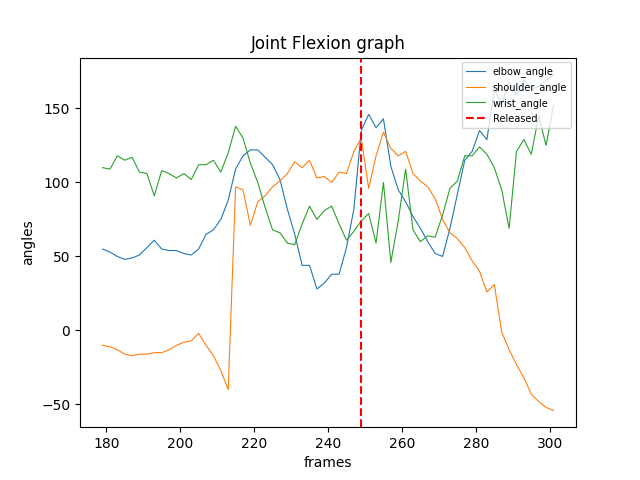 Joint Flexion graph
elbow_angle
shoulder_angle
wrist_angle
Released
angles
150
100
50
0
−50
180
200
220
240
260
280
300
frames